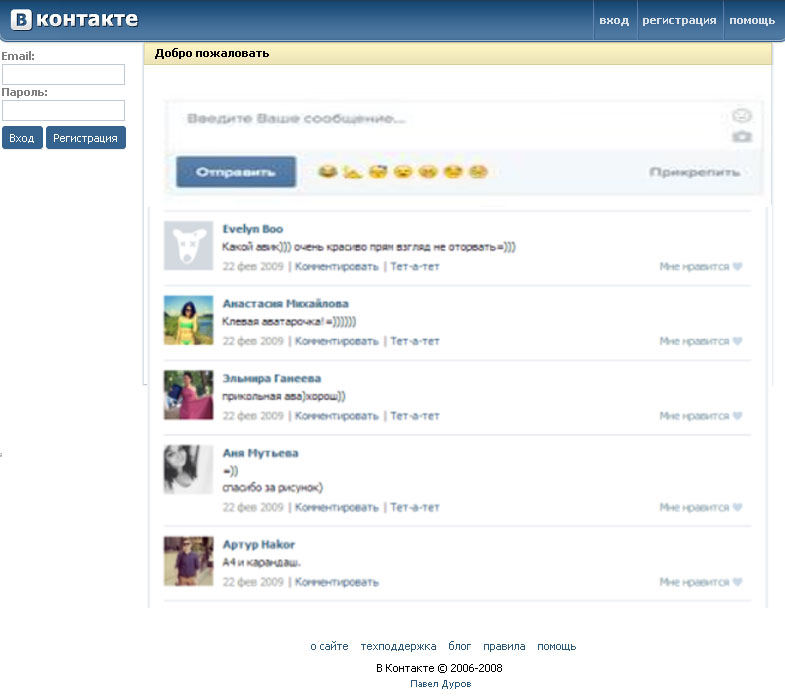 В контакте
вход регистрация помощь
Email:
Пароль:
Вход Регистрация
Добро пожаловать
Введите Ваше сообщение...
Отправить Прикрепить
Evelyn Boo
Какой авик))) очень красиво прям взгляд не оторвать=)))
22 фев 2009 | Комментировать | Тет-а-тет Мне нравится
Анастасия Михайлова
Клевая аватарочка!=))))))
22 фев 2009 | Комментировать | Тет-а-тет Мне нравится
Эльмира Ганеева
прикольная ава)хорош))
22 фев 2009 | Комментировать | Тет-а-тет Мне нравится
Аня Мутьева
=))
спасибо за рисунок)
22 фев 2009 | Комментировать | Тет-а-тет Мне нравится
Артур Hakor
А4 и карандаш.
22 фев 2009 | Комментировать Мне нравится
о сайте техподдержка блог правила помощь
В Контакте © 2006-2008
Павел Дуров